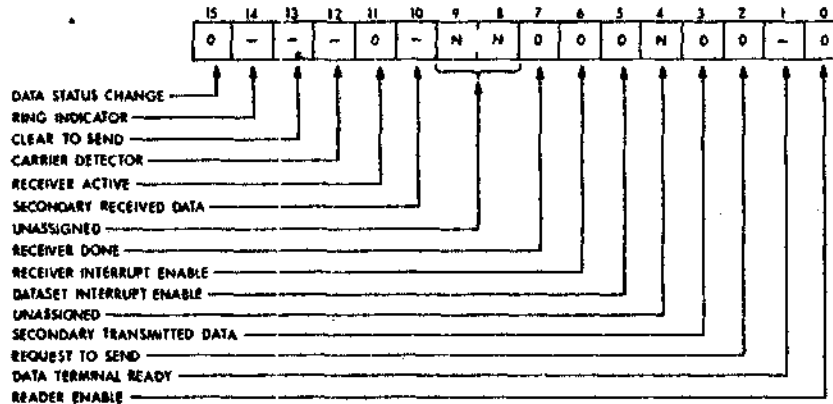 15 14 13 12 11 10 9 8 7 6 5 4 3 2 1 0
0 - - - 0 - N N 0 0 0 N 0 0 - 0
DATA STATUS CHANGE
RING INDICATOR
CLEAR TO SEND
CARRIER DETECTOR
RECEIVER ACTIVE
SECONDARY RECEIVED DATA
UNASSIGNED
RECEIVER DONE
RECEIVER INTERRUPT ENABLE
DATASET INTERRUPT ENABLE
UNASSIGNED
SECONDARY TRANSMITTED DATA
REQUEST TO SEND
DATA TERMINAL READY
READER ENABLE